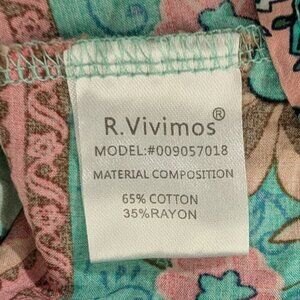 R.Vivimos®
MODEL:#009057018
MATERIAL COMPOSITION
65% COTTON
35%RAYON